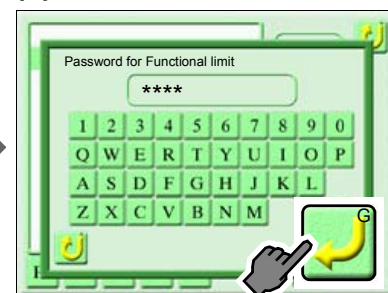 Password for Functional limit
****
1 2 3 4 5 6 7 8 9 0
Q W E R T Y U I O P
A S D F G H J K L
Z X C V B N M
G